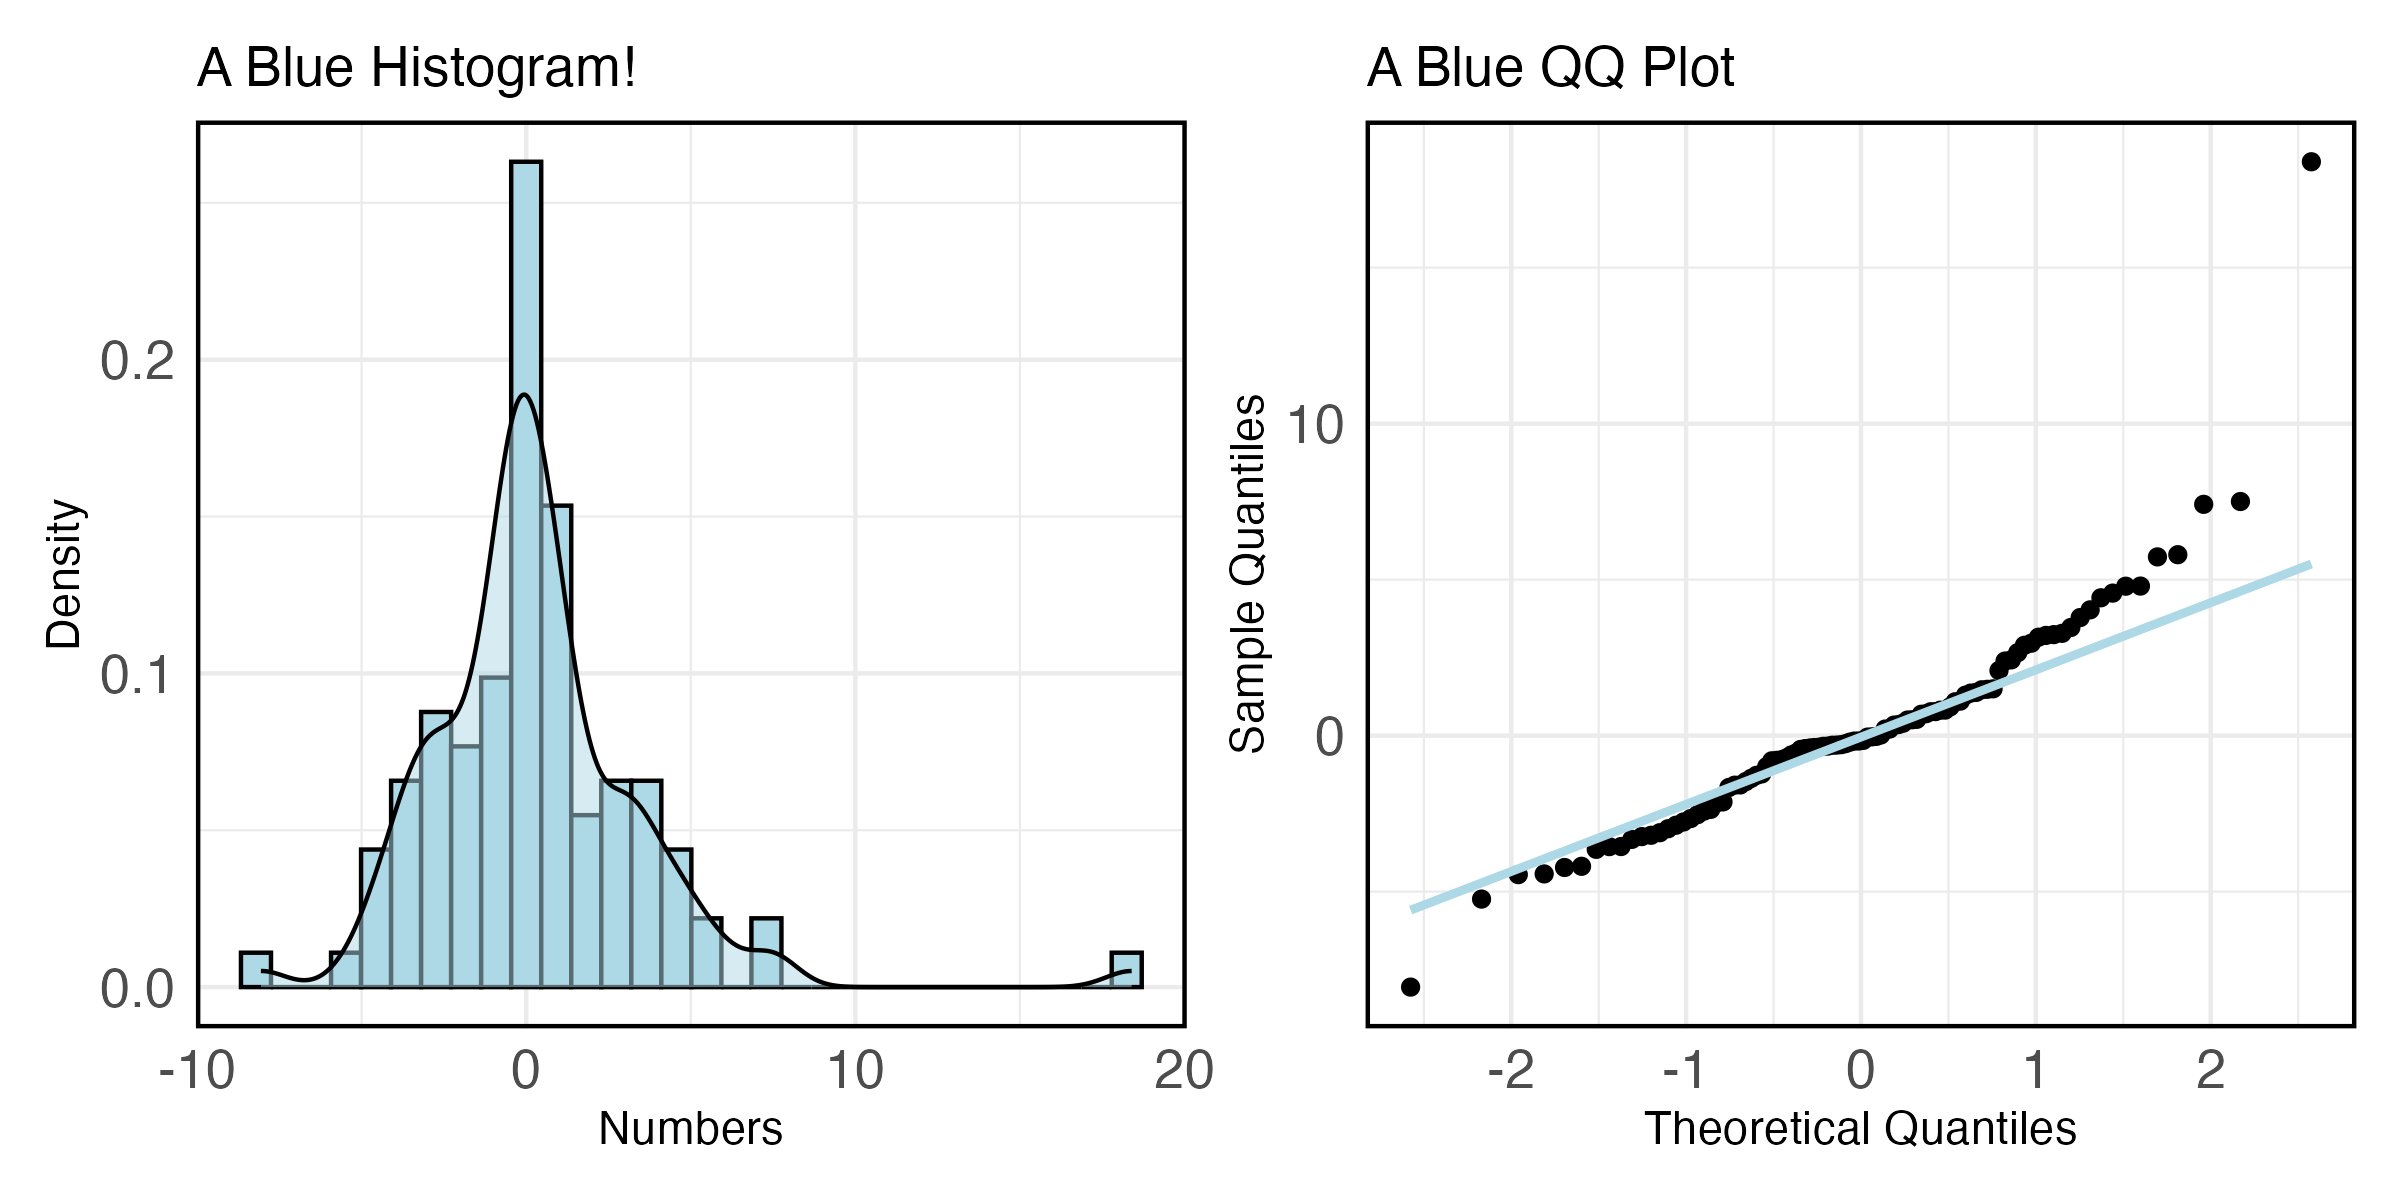 A Blue Histogram!
Density
0.2
0.1
0.0
-10 0 10 20
Numbers
A Blue QQ Plot
Sample Quantiles
10
0
-2 -1 0 1 2
Theoretical Quantiles